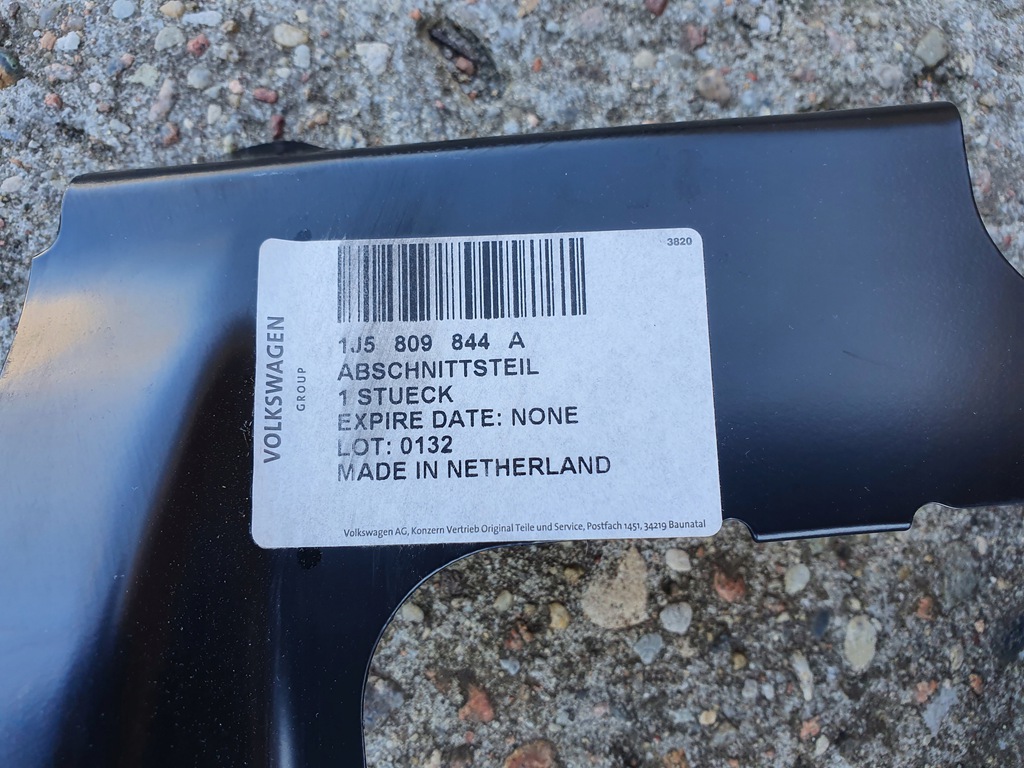 3820
VOLKSWAGEN
GROUP
1J5 809 844 A
ABSCHNITTSTEIL
1 STUECK
EXPIRE DATE: NONE
LOT: 0132
MADE IN NETHERLAND
Volkswagen AG, Konzern Vertrieb Original Teile und Service, Postfach 1451, 34219 Baunatal